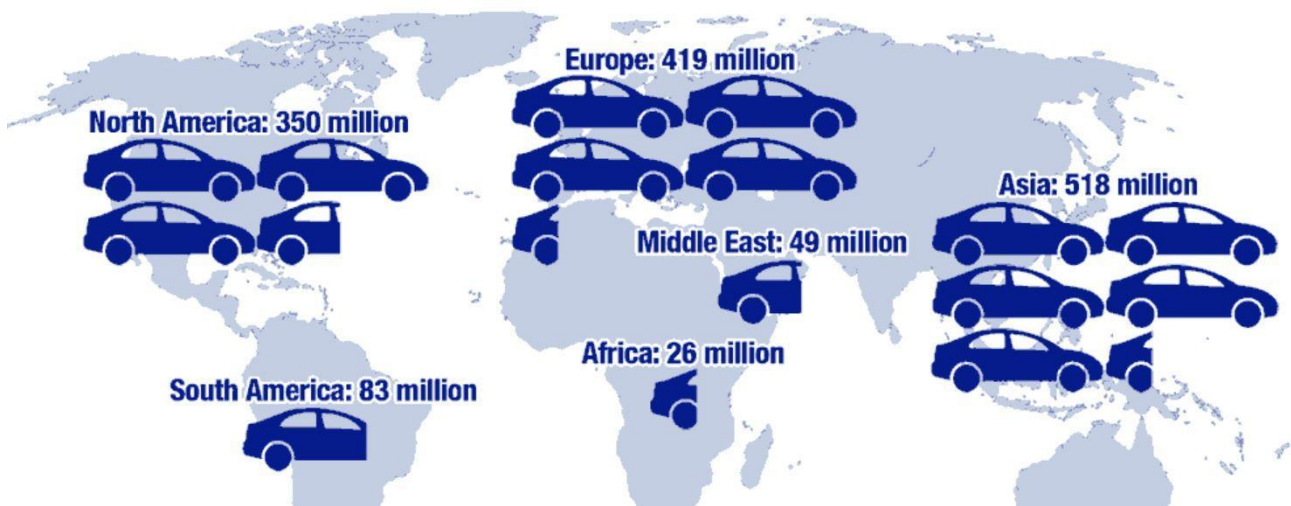 Europe: 419 million
North America: 350 million
Asia: 518 million
Middle East: 49 million
Africa: 26 million
South America: 83 million